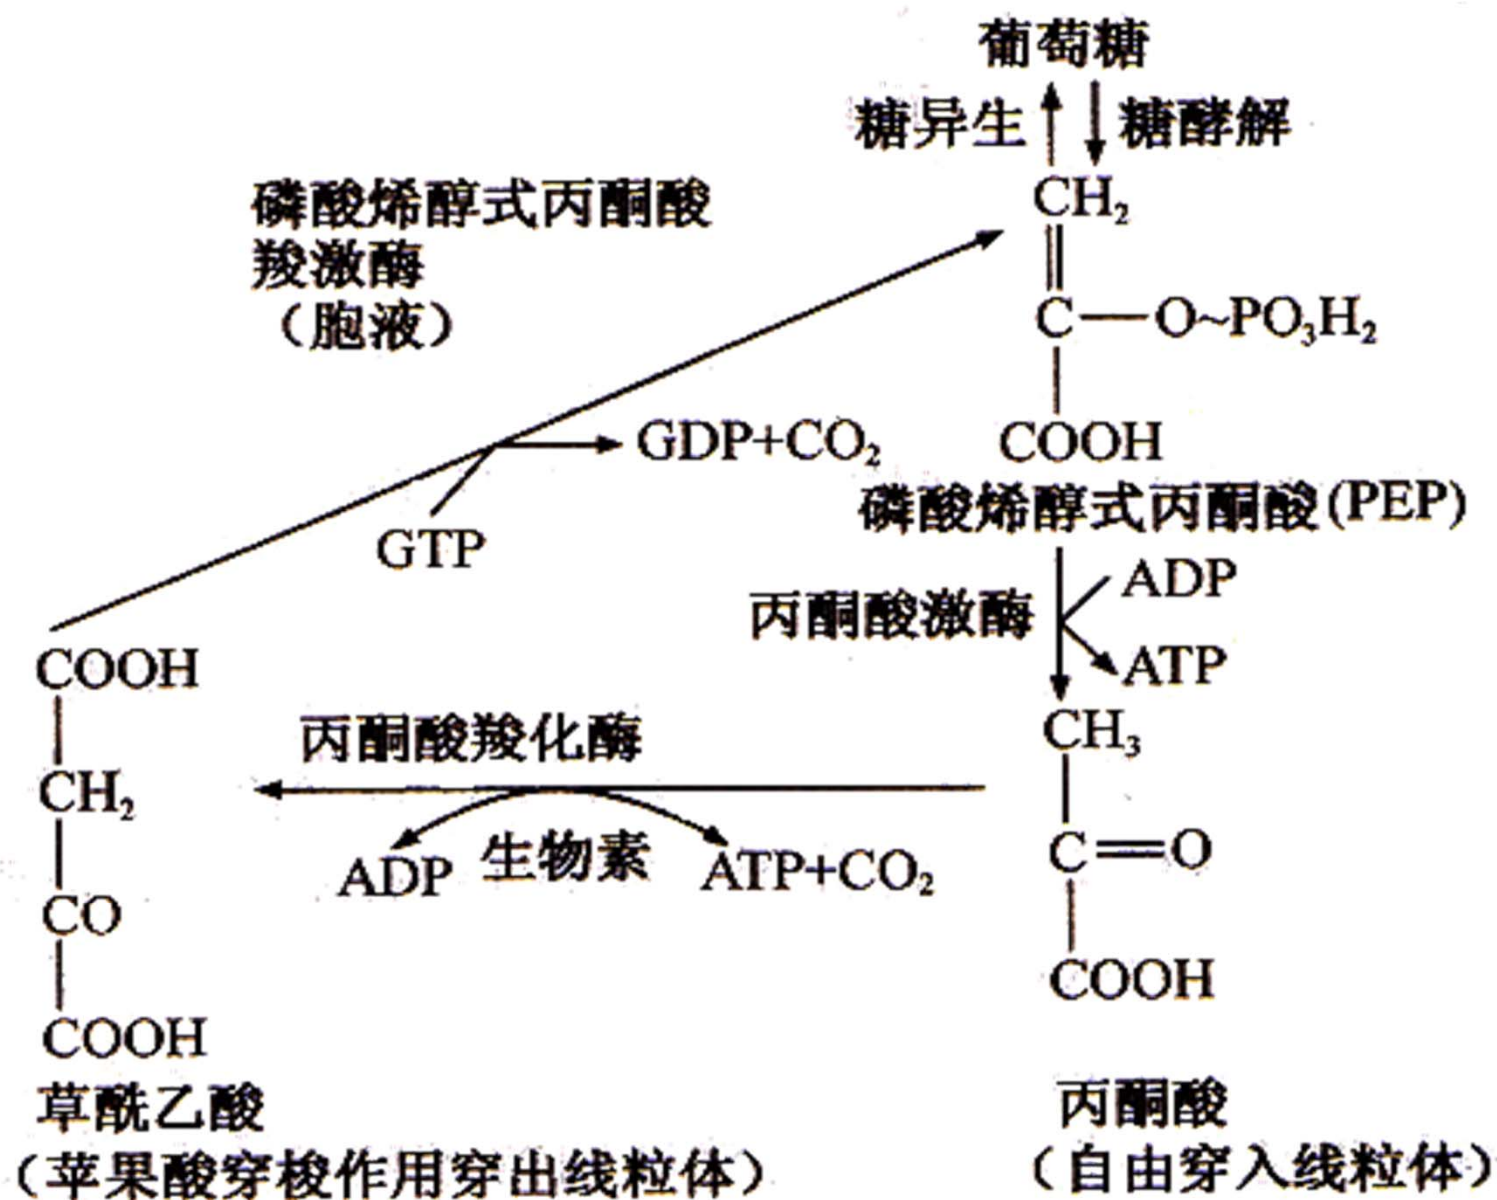 葡萄糖
糖异生
糖酵解
磷酸烯醇式丙酮酸
羧激酶
（胞液）
CH₂
C—O~PO₃H₂
COOH
GDP+CO₂
GTP
磷酸烯醇式丙酮酸(PEP)
丙酮酸激酶
ADP
ATP
COOH
CH₂
CO
COOH
丙酮酸羧化酶
ADP
生物素
ATP+CO₂
CH₃
C=O
COOH
草酰乙酸
（苹果酸穿梭作用穿出线粒体）
丙酮酸
（自由穿入线粒体）